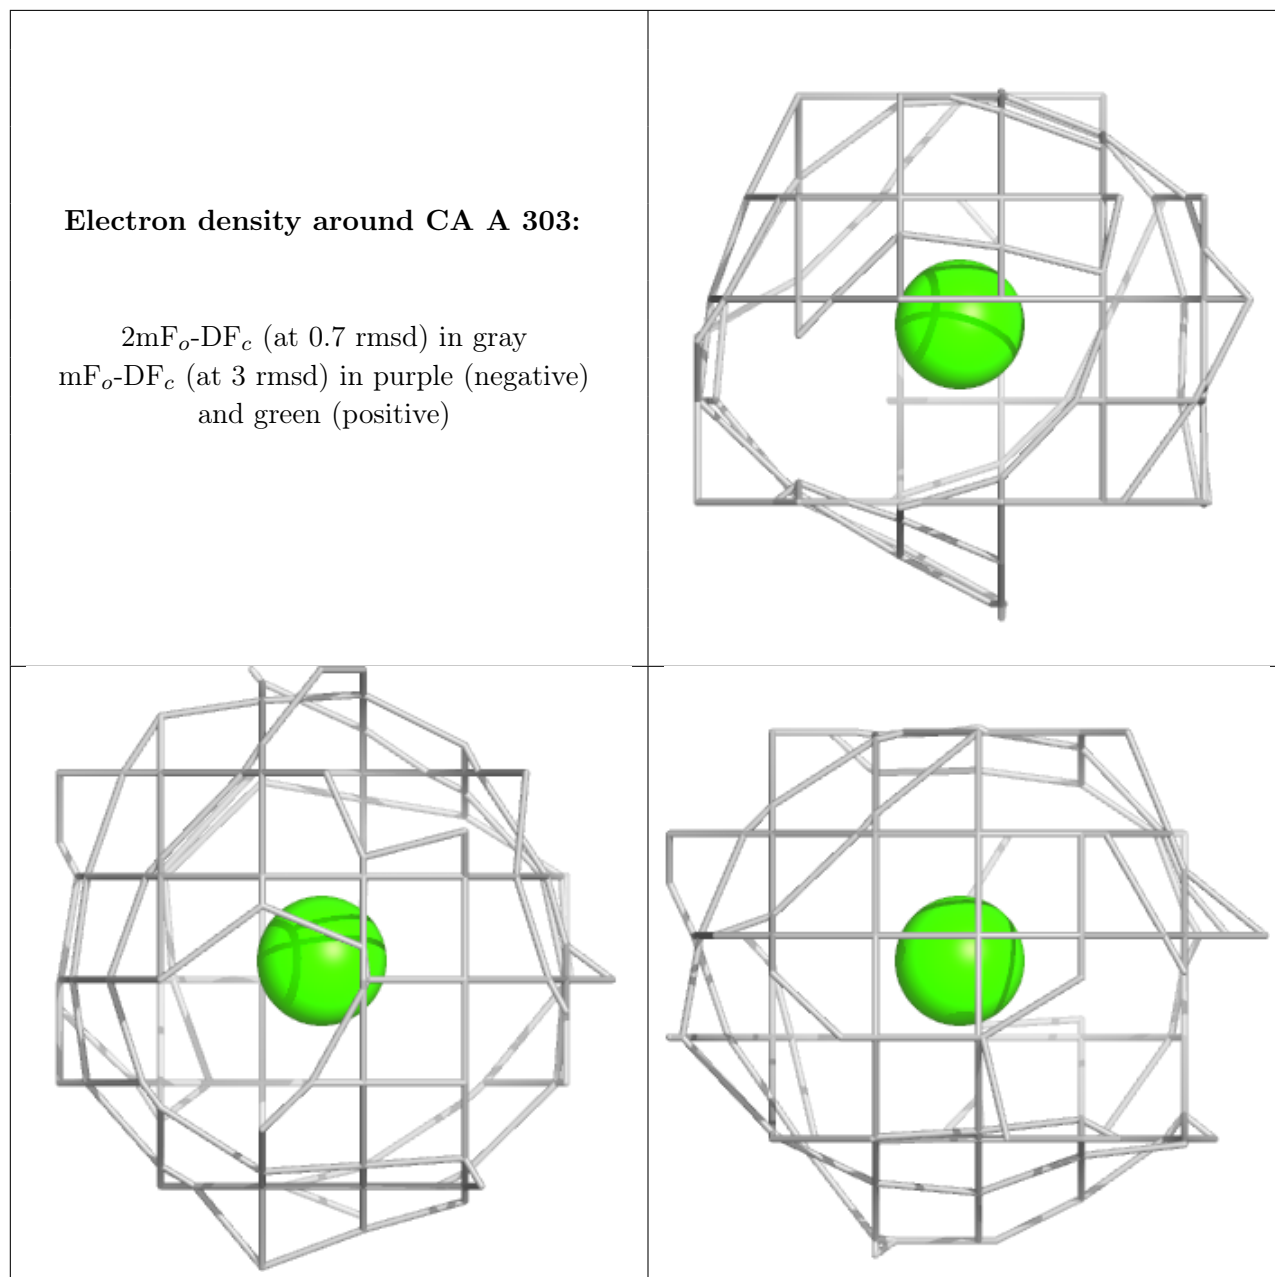 Electron density around CA A 303:
2mFo-DFc (at 0.7 rmsd) in gray
mFo-DFc (at 3 rmsd) in purple (negative)
and green (positive)